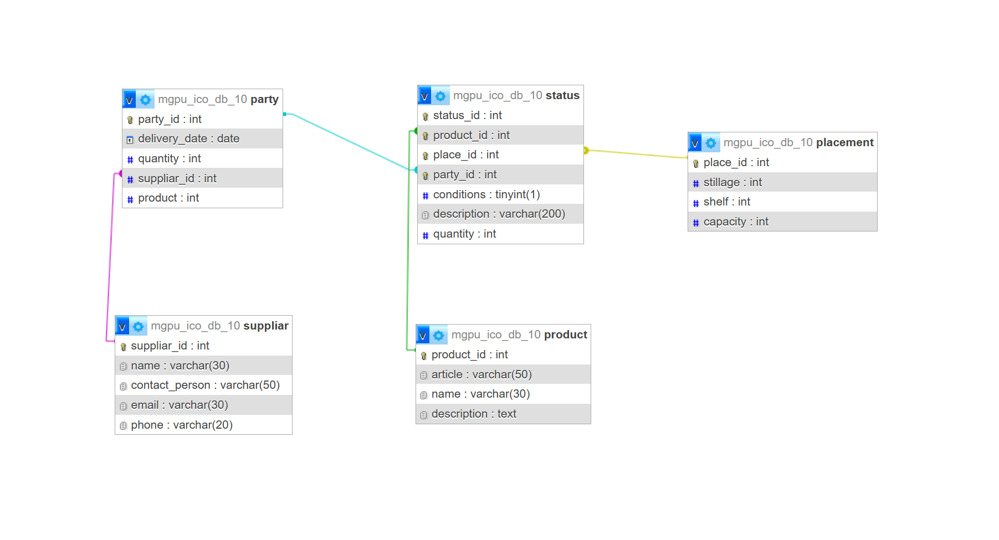 v mgpu_ico_db_10 party
party_id : int
delivery_date : date
# quantity : int
# suppliar_id : int
# product : int
v mgpu_ico_db_10 status
status_id : int
product_id : int
place_id : int
party_id : int
# conditions : tinyint(1)
description : varchar(200)
# quantity : int
v mgpu_ico_db_10 placement
place_id : int
# stillage : int
# shelf : int
# capacity : int
v mgpu_ico_db_10 suppliar
suppliar_id : int
name : varchar(30)
contact_person : varchar(50)
email : varchar(30)
phone : varchar(20)
v mgpu_ico_db_10 product
product_id : int
article : varchar(50)
name : varchar(30)
description : text